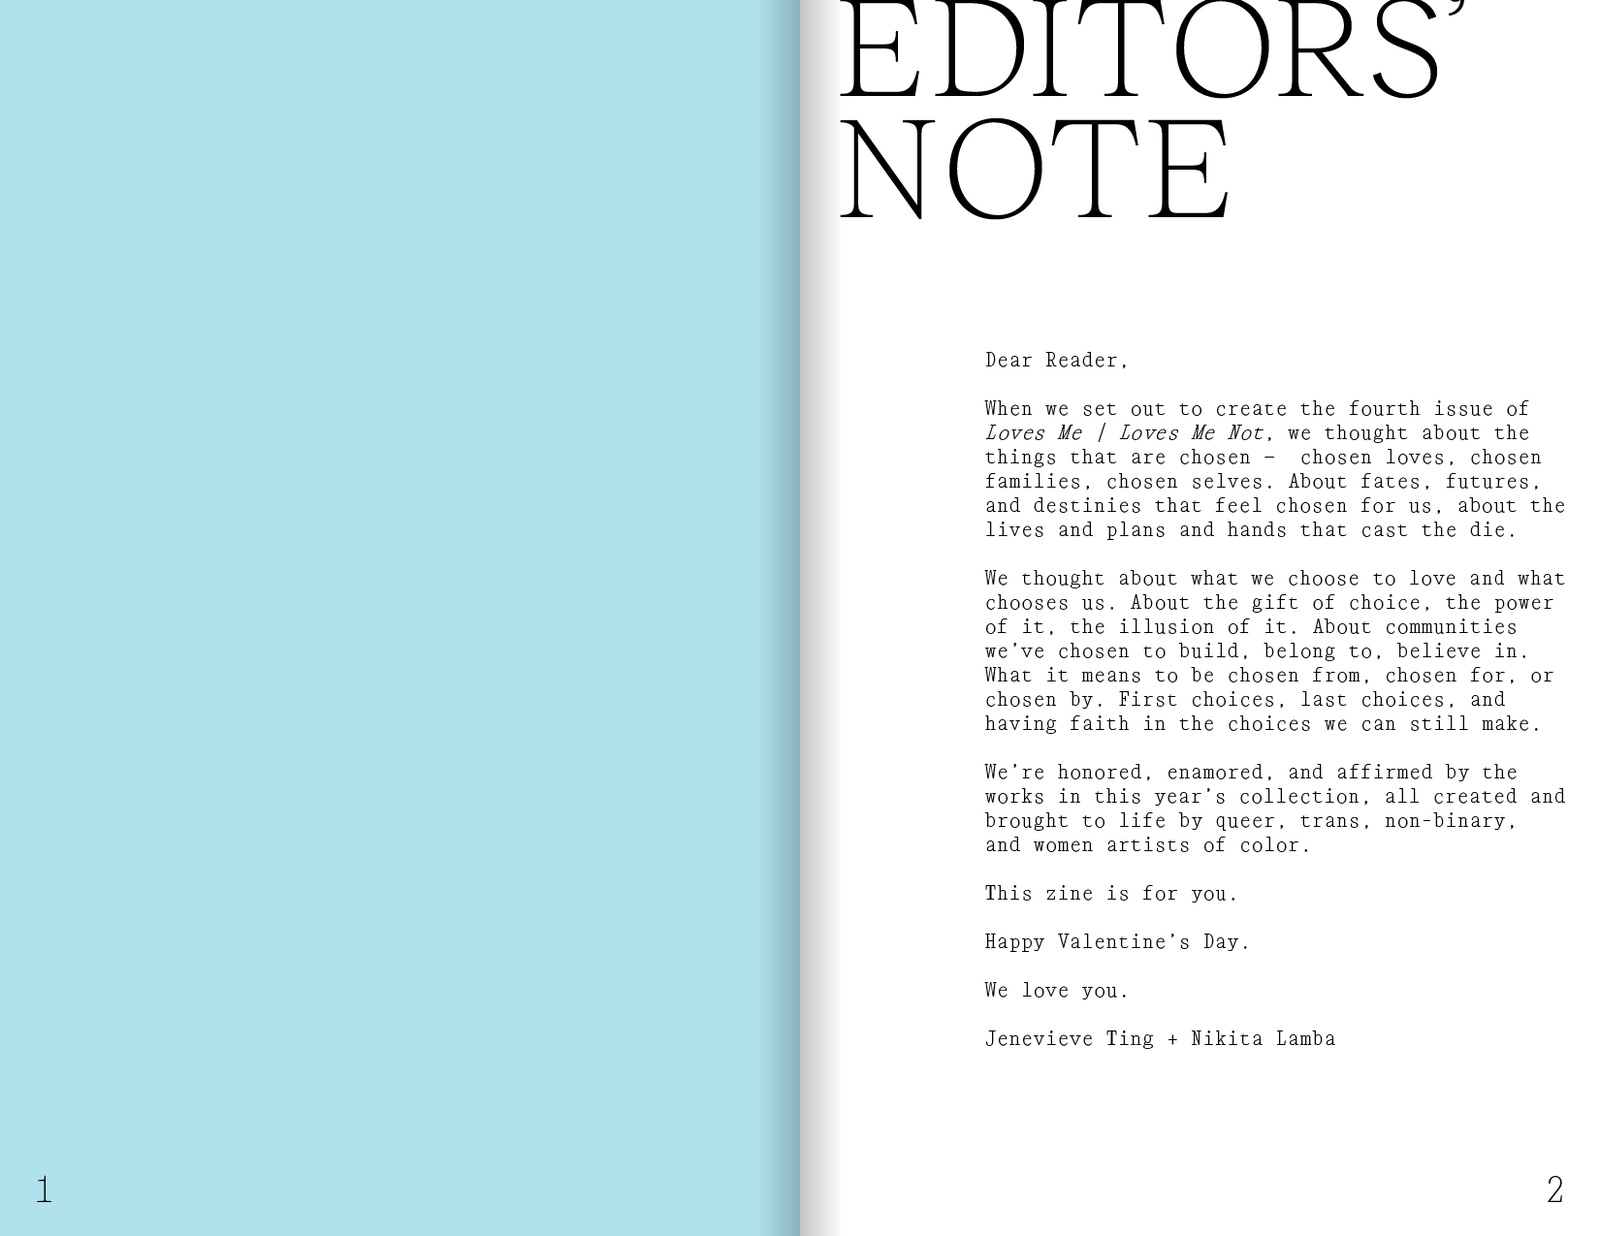 EDITORS’
NOTE
Dear Reader,
When we set out to create the fourth issue of
Loves Me / Loves Me Not, we thought about the
things that are chosen –  chosen loves, chosen
families, chosen selves. About fates, futures,
and destinies that feel chosen for us, about the
lives and plans and hands that cast the die.
We thought about what we choose to love and what
chooses us. About the gift of choice, the power
of it, the illusion of it. About communities
we’ve chosen to build, belong to, believe in.
What it means to be chosen from, chosen for, or
chosen by. First choices, last choices, and
having faith in the choices we can still make.
We’re honored, enamored, and affirmed by the
works in this year’s collection, all created and
brought to life by queer, trans, non-binary,
and women artists of color.
This zine is for you.
Happy Valentine’s Day.
We love you.
Jenevieve Ting + Nikita Lamba
1
2